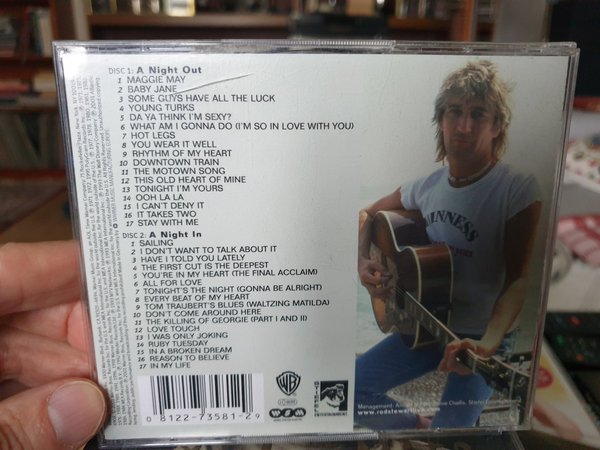 DISC 1: A Night Out
1 MAGGIE MAY
2 BABY JANE
3 SOME GUYS HAVE ALL THE LUCK
4 YOUNG TURKS
5 DA YA THINK I'M SEXY?
6 WHAT AM I GONNA DO (I'M SO IN LOVE WITH YOU)
7 HOT LEGS
8 YOU WEAR IT WELL
9 RHYTHM OF MY HEART
10 DOWNTOWN TRAIN
11 THE MOTOWN SONG
12 THIS OLD HEART OF MINE
13 TONIGHT I'M YOURS
14 OOH LA LA
15 I CAN'T DENY IT
16 IT TAKES TWO
17 STAY WITH ME
DISC 2: A Night In
1 SAILING
2 I DON'T WANT TO TALK ABOUT IT
3 HAVE I TOLD YOU LATELY
4 THE FIRST CUT IS THE DEEPEST
5 YOU'RE IN MY HEART (THE FINAL ACCLAIM)
6 ALL FOR LOVE
7 TONIGHT'S THE NIGHT (GONNA BE ALRIGHT)
8 EVERY BEAT OF MY HEART
9 TOM TRAUBERT'S BLUES (WALTZING MATILDA)
10 DON'T COME AROUND HERE
11 THE KILLING OF GEORGIE (PART I AND II)
12 LOVE TOUCH
13 I WAS ONLY JOKING
14 RUBY TUESDAY
15 IN A BROKEN DREAM
16 REASON TO BELIEVE
17 IN MY LIFE
GUINNESS
0 81227-35812 9
WB
WSM
ENTERTAINMENT
Management:
www.rodstewart